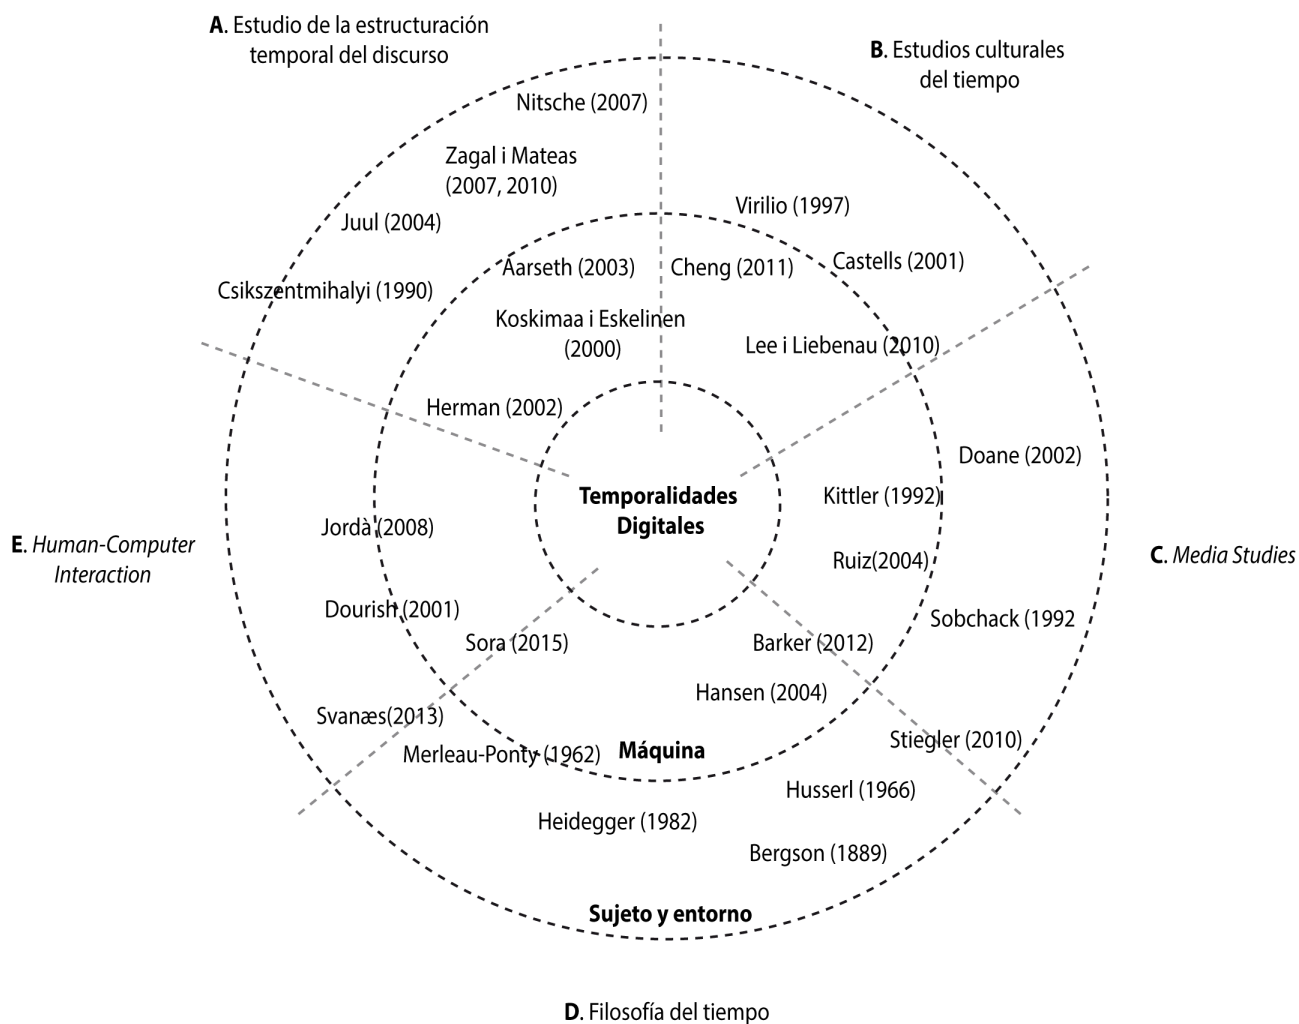 A. Estudio de la estructuración
temporal del discurso
B. Estudios culturales
del tiempo
Nitsche (2007)
Zagal i Mateas
(2007, 2010)
Juul (2004)
Csikszentmihalyi (1990)
Virilio (1997)
Castells (2001)
Aarseth (2003)
Cheng (2011)
Koskimaa i Eskelinen
(2000)
Lee i Liebenau (2010)
Herman (2002)
Doane (2002)
Temporalidades
Digitales
Kittler (1992)
Jordà (2008)
E. Human-Computer
Interaction
C. Media Studies
Ruiz(2004)
Dourish (2001)
Sobchack (1992
Sora (2015)
Barker (2012)
Hansen (2004)
Svanæs(2013)
Merleau-Ponty (1962)
Máquina
Stiegler (2010)
Husserl (1966)
Heidegger (1982)
Bergson (1889)
Sujeto y entorno
D. Filosofía del tiempo